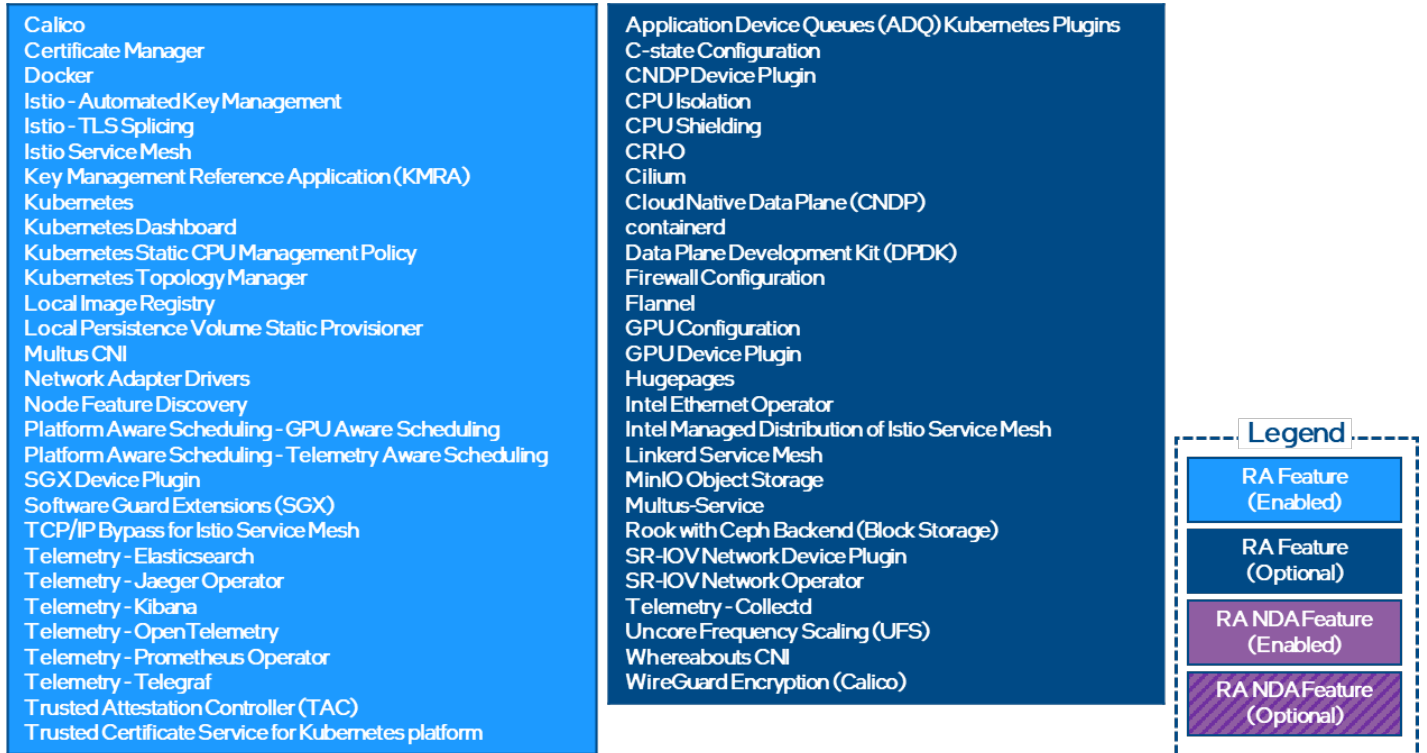 Calico
Certificate Manager
Docker
Istio - Automated Key Management
Istio - TLS Splicing
Istio Service Mesh
Key Management Reference Application (KMRA)
Kubernetes
Kubernetes Dashboard
Kubernetes Static CPU Management Policy
Kubernetes Topology Manager
Local Image Registry
Local Persistence Volume Static Provisioner
Multus CNI
Network Adapter Drivers
Node Feature Discovery
Platform Aware Scheduling - GPU Aware Scheduling
Platform Aware Scheduling - Telemetry Aware Scheduling
SGX Device Plugin
Software Guard Extensions (SGX)
TCP/IP Bypass for Istio Service Mesh
Telemetry - Elasticsearch
Telemetry - Jaeger Operator
Telemetry - Kibana
Telemetry - OpenTelemetry
Telemetry - Prometheus Operator
Telemetry - Telegraf
Trusted Attestation Controller (TAC)
Trusted Certificate Service for Kubernetes platform
Application Device Queues (ADQ) Kubernetes Plugins
C-state Configuration
CNDP Device Plugin
CPU Isolation
CPU Shielding
CRI-O
Cilium
Cloud Native Data Plane (CNDP)
containerd
Data Plane Development Kit (DPDK)
Firewall Configuration
Flannel
GPU Configuration
GPU Device Plugin
Hugepages
Intel Ethernet Operator
Intel Managed Distribution of Istio Service Mesh
Linkerd Service Mesh
MinIO Object Storage
Multus-Service
Rook with Ceph Backend (Block Storage)
SR-IOV Network Device Plugin
SR-IOV Network Operator
Telemetry - Collectd
Uncore Frequency Scaling (UFS)
Whereabouts CNI
WireGuard Encryption (Calico)
Legend
RA Feature
(Enabled)
RA Feature
(Optional)
RA NDA Feature
(Enabled)
RA NDA Feature
(Optional)